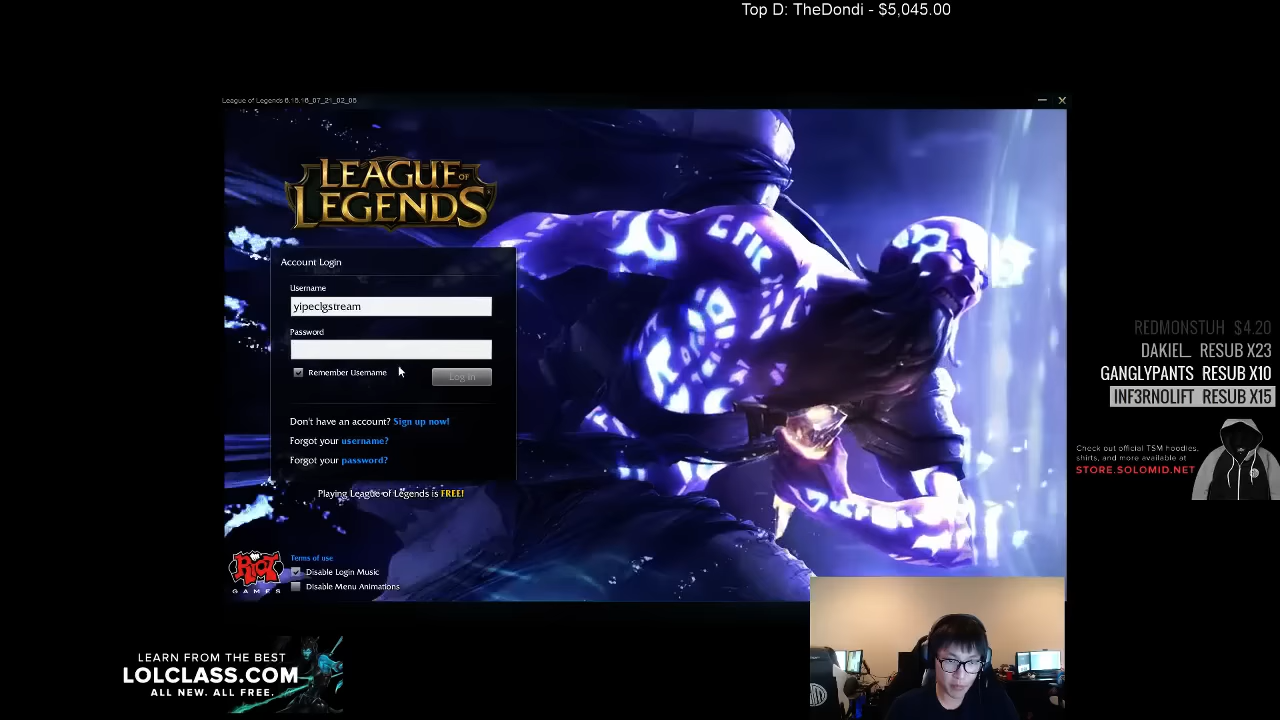 Top D: TheDondi - $5,045.00
League of Legends 6.15.16_07_21_02_05
LEAGUE OF
LEGENDS
Account Login
Username
yipeclgstream
Password
Remember Username
Log In
Don't have an account? Sign up now!
Forgot your username?
Forgot your password?
Playing League of Legends is FREE!
RIOT
GAMES
Terms of use
Disable Login Music
Disable Menu Animations
REDMONSTUH $4.20
DAKIEL_ RESUB X23
GANGLYPANTS RESUB X10
INF3RNOLIFT RESUB X15
Check out official TSM hoodies,
shirts, and more available at
STORE.SOLOMID.NET
LEARN FROM THE BEST
LOLCLASS.COM
ALL NEW. ALL FREE.